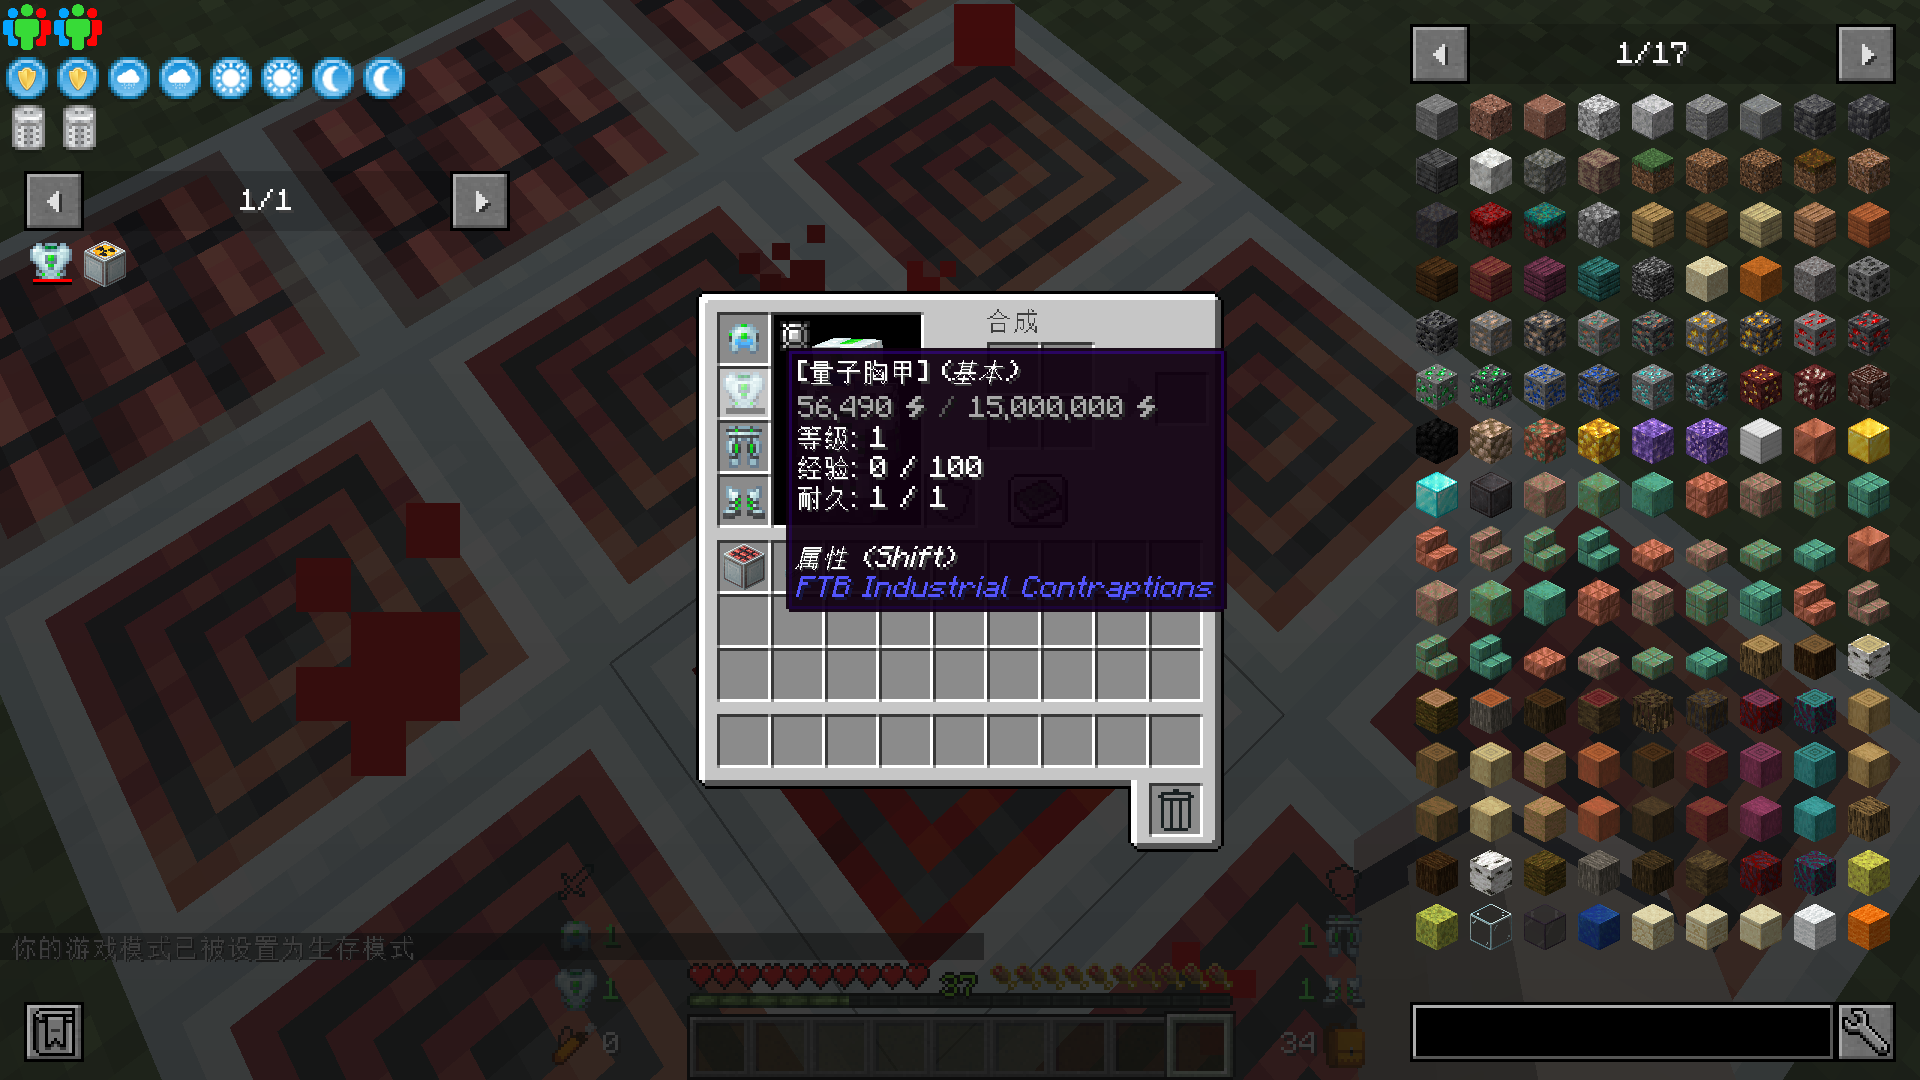 1/17
1/1
合成
[量子胸甲] (基本)
56,490 / 15,000,000
等级: 1
经验: 0 / 100
耐久: 1 / 1
属性 (Shift)
FTB Industrial Contraptions
你的游戏模式已被设置为生存模式
1
1
37
1
1
0
34